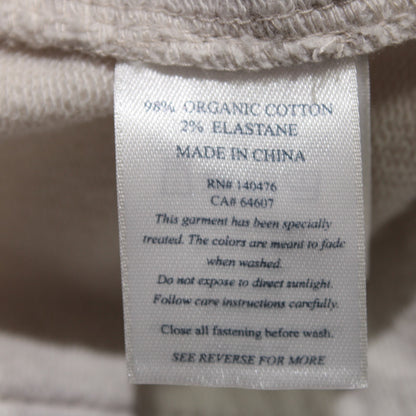 98% ORGANIC COTTON
2% ELASTANE
MADE IN CHINA
RN# 140476
CA# 64607
This garment has been specially
treated. The colors are meant to fade
when washed.
Do not expose to direct sunlight.
Follow care instructions carefully.
Close all fastening before wash.
SEE REVERSE FOR MORE